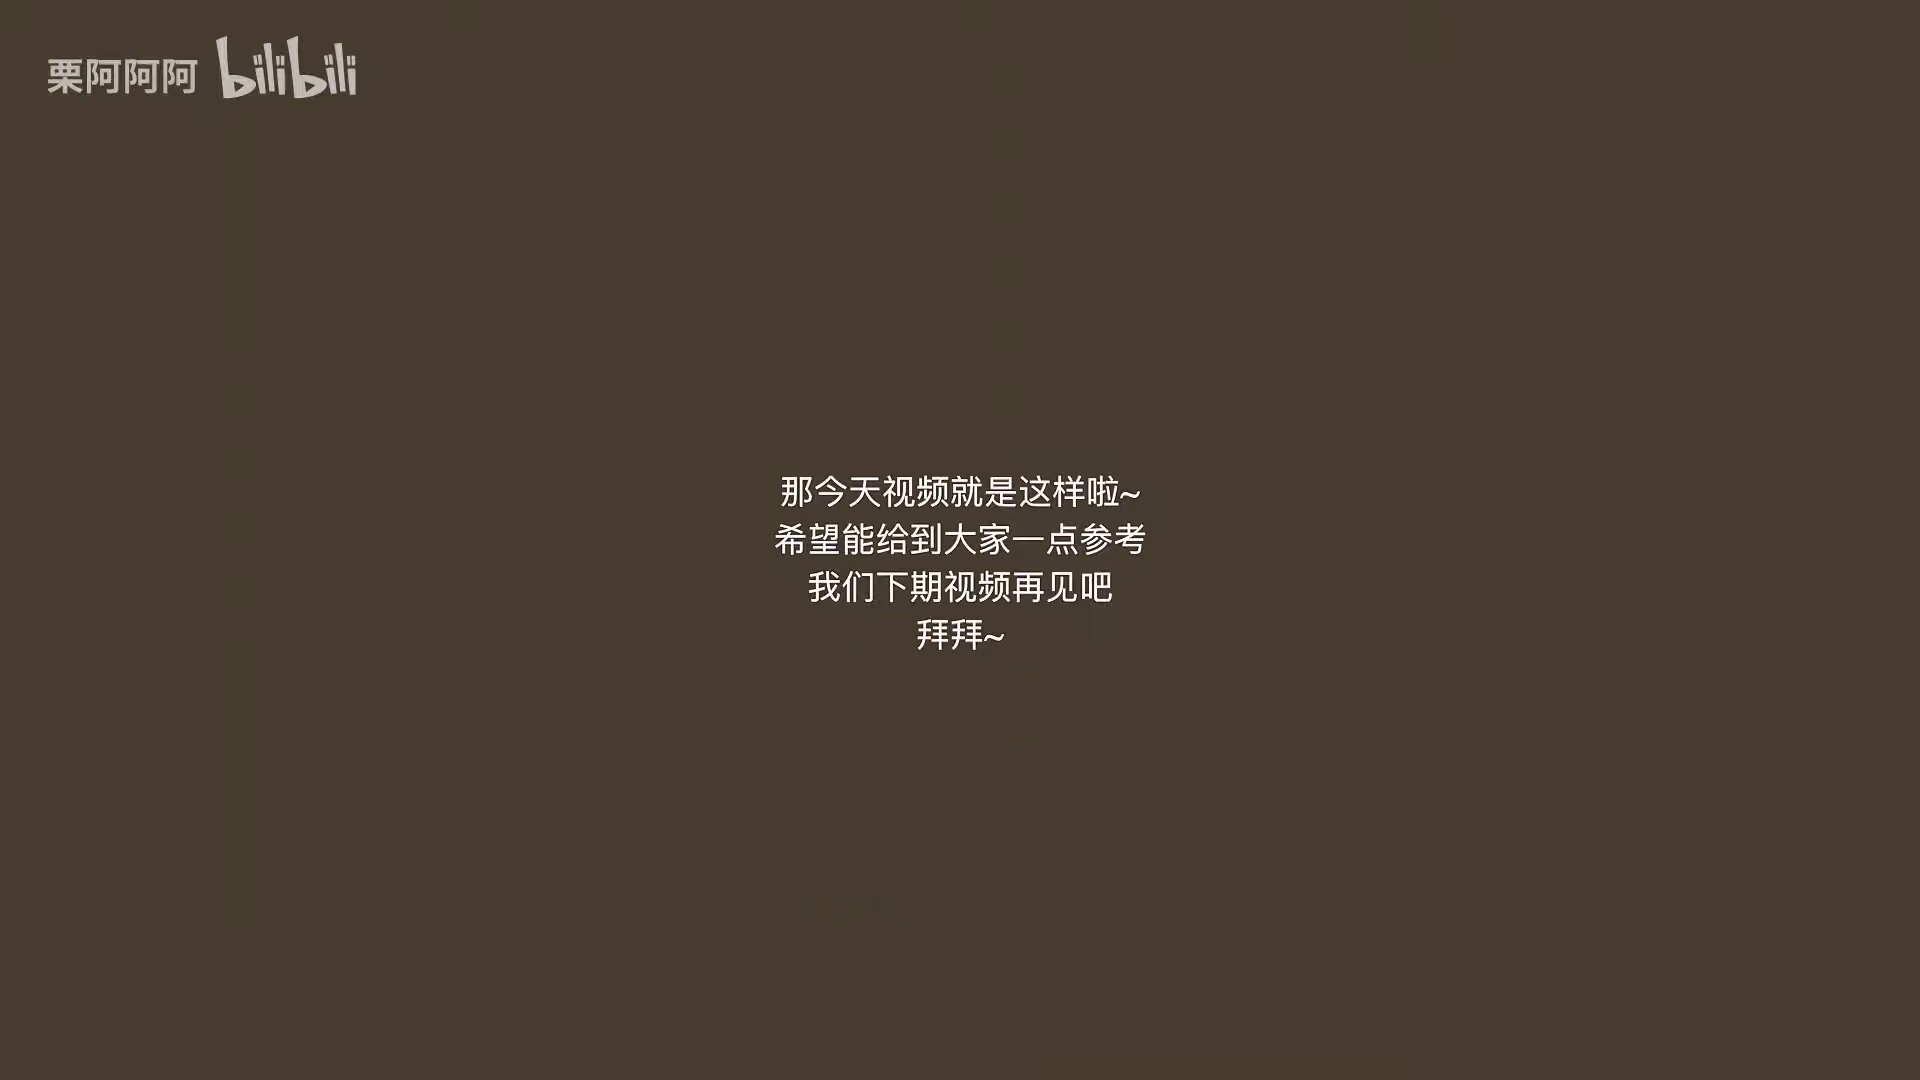 栗阿阿阿 bilibili
那今天视频就是这样啦~
希望能给到大家一点参考
我们下期视频再见吧
拜拜~